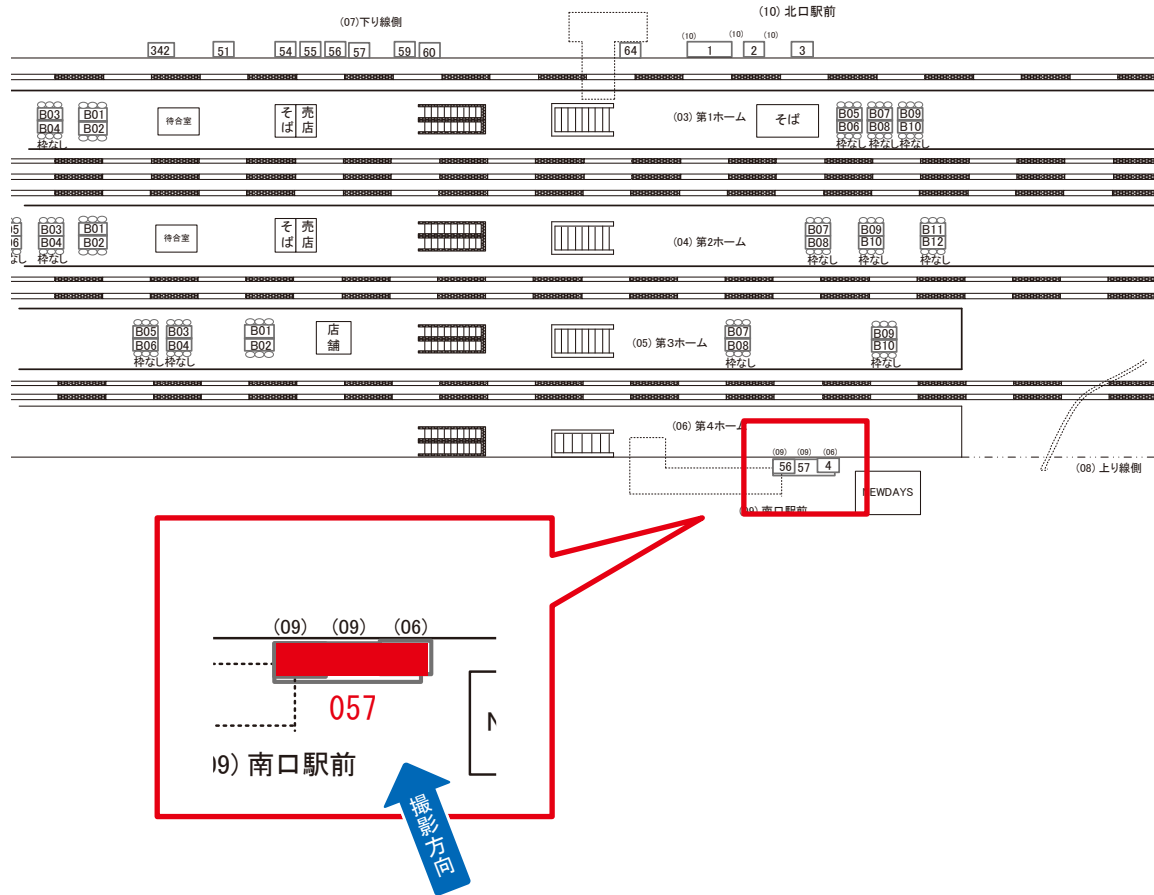 (10) 北口駅前
(07)下り線側
(10) (10) (10)
342 51 54 55 56 57 59 60 64 1 2 3
B03 B01 待合室 そば 売店 (03) 第1ホーム そば B05 B07 B09
B04 B02 B06 B08 B10
枠なし 枠なし 枠なし 枠なし
B03 B01 待合室 そば 売店 (04) 第2ホーム B07 B09 B11
B04 B02 B08 B10 B12
枠なし 枠なし 枠なし 枠なし
B05 B03 B01 店舗 (05) 第3ホーム B07 B09
B06 B04 B02 B08 B10
枠なし 枠なし 枠なし 枠なし
(06) 第4ホーム
(09) (09) (06)
56 57 4
(08) 上り線側
NEWDAYS
(09) 南口駅前
(09) (09) (06)
057
09) 南口駅前
撮影方向